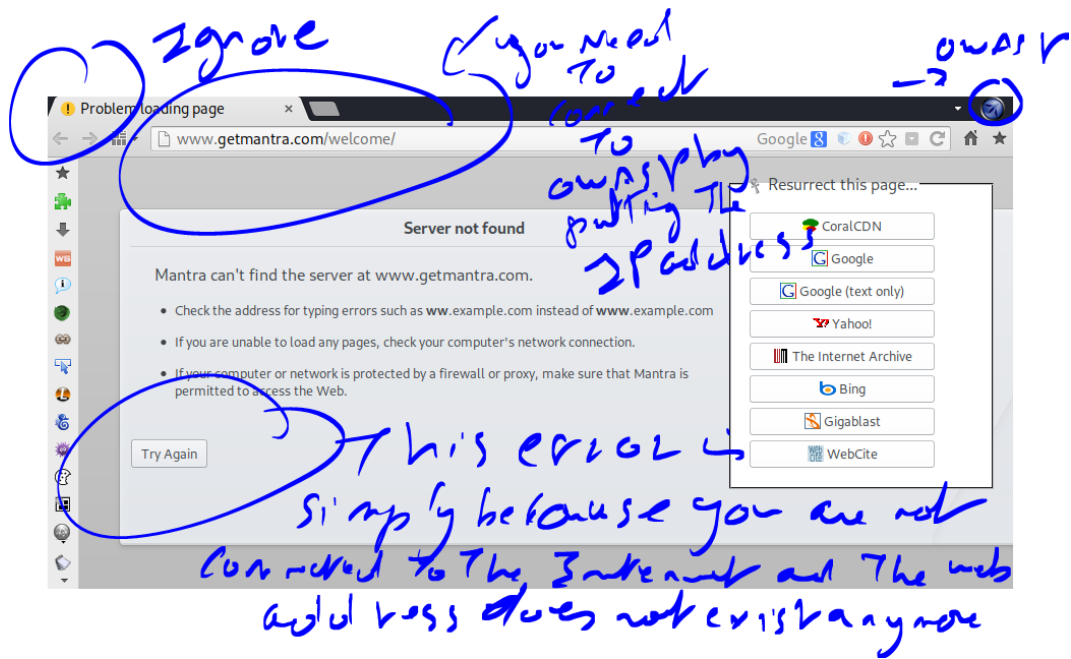 Ignore
you need
To
connect
To
OWASP by
putting The
IP address
OWASP
Problem loading page
www.getmantra.com/welcome/
Google
Resurrect this page...
CoralCDN
Google
Google (text only)
Yahoo!
The Internet Archive
Bing
Gigablast
WebCite
Server not found
Mantra can't find the server at www.getmantra.com.
Check the address for typing errors such as ww.example.com instead of www.example.com
If you are unable to load any pages, check your computer's network connection.
If your computer or network is protected by a firewall or proxy, make sure that Mantra is
permitted to access the Web.
Try Again
This error is
simply because you are not
connected to The Internet and The web
address does not exist anymore